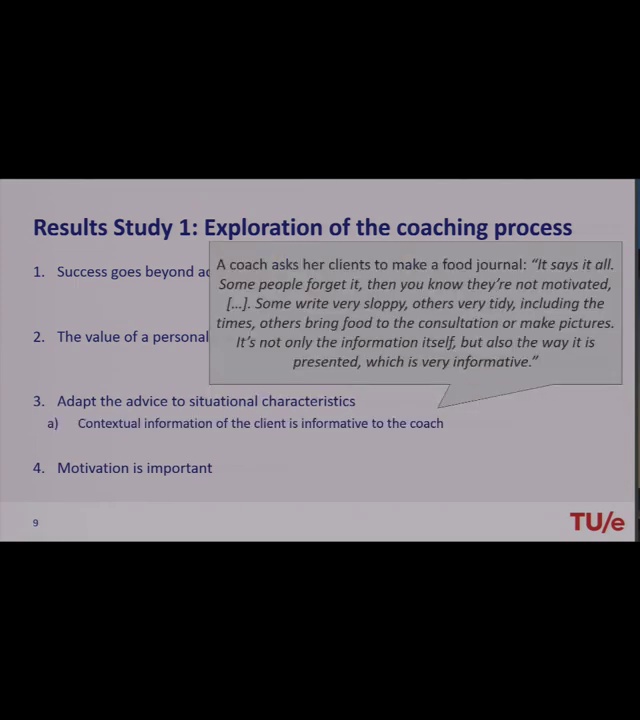 Results Study 1: Exploration of the coaching process
1. Success goes beyond
A coach asks her clients to make a food journal: “It says it all.
Some people forget it, then you know they’re not motivated,
[...]. Some write very sloppy, others very tidy, including the
times, others bring food to the consultation or make pictures.
It’s not only the information itself, but also the way it is
presented, which is very informative.”
2. The value of a personal
3. Adapt the advice to situational characteristics
a) Contextual information of the client is informative to the coach
4. Motivation is important
9
TU/e